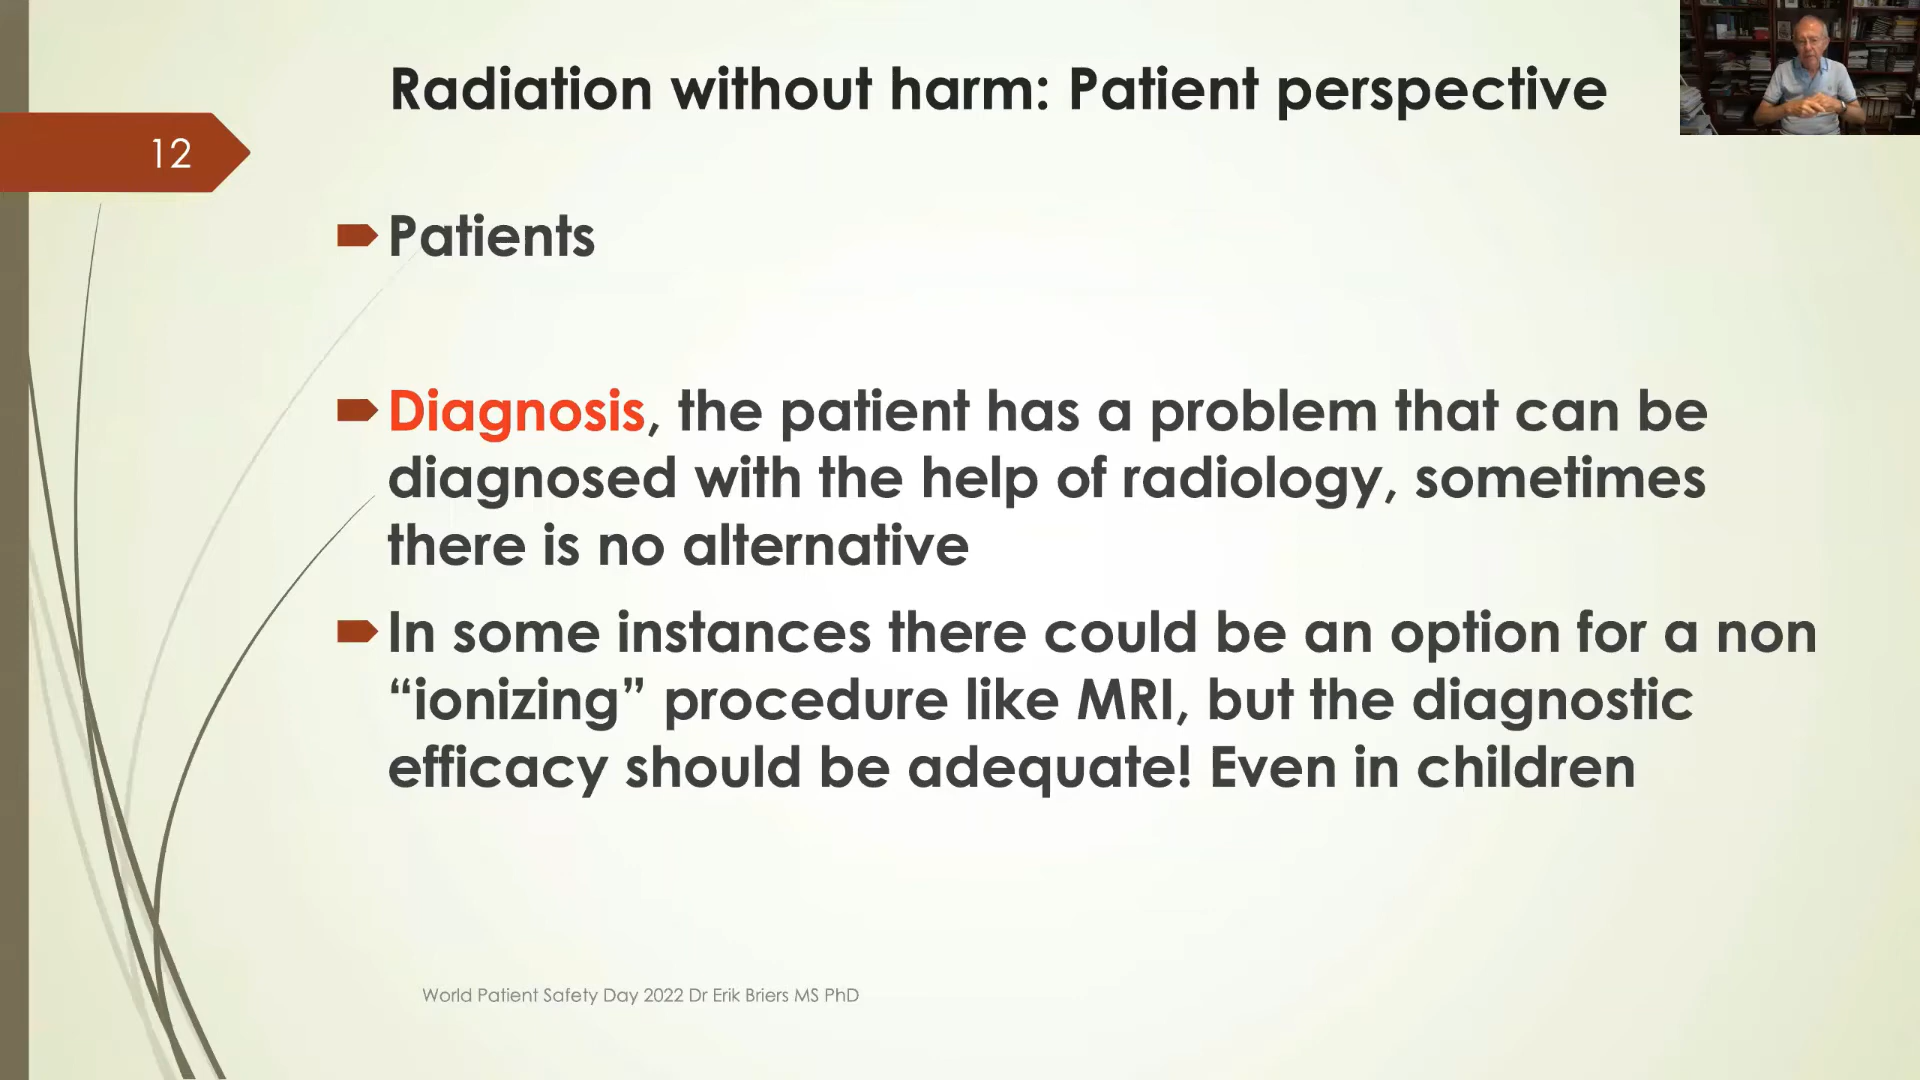 Radiation without harm: Patient perspective
12
Patients
Diagnosis, the patient has a problem that can be
diagnosed with the help of radiology, sometimes
there is no alternative
In some instances there could be an option for a non
“ionizing” procedure like MRI, but the diagnostic
efficacy should be adequate! Even in children
World Patient Safety Day 2022 Dr Erik Briers MS PhD